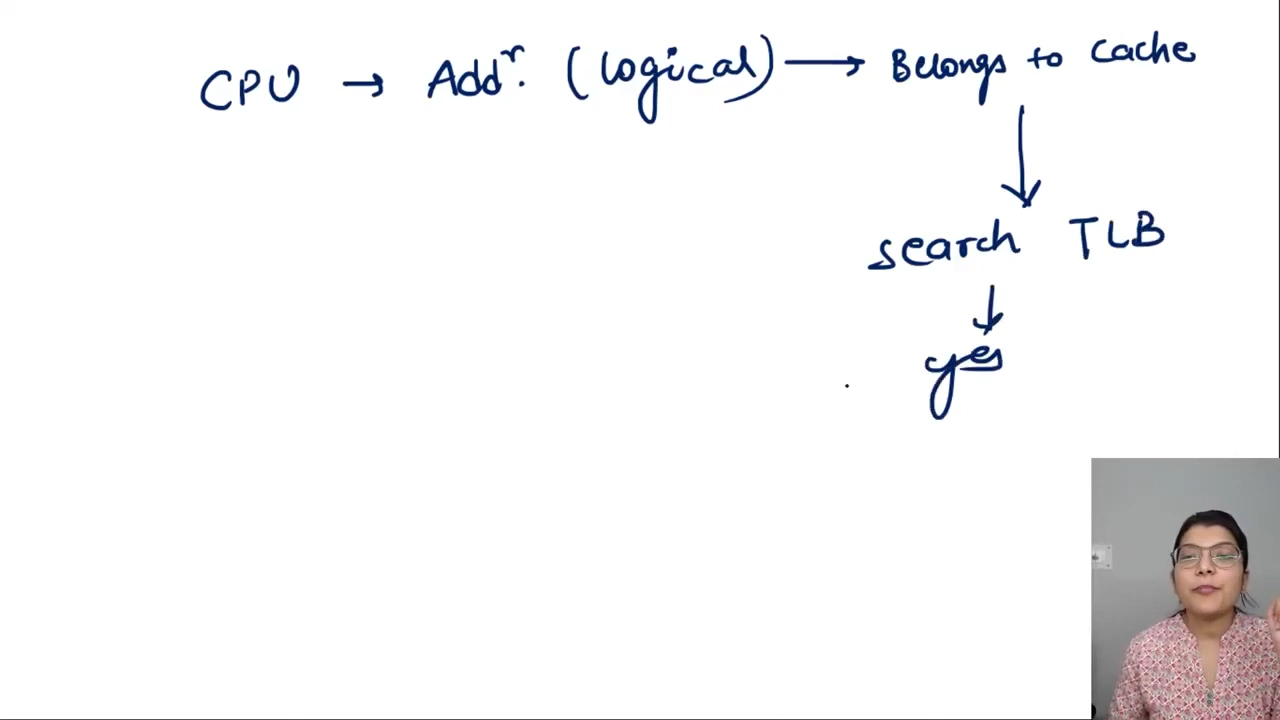 CPU → Addr. (logical) → Belongs to cache
↓
search TLB
↓
yes